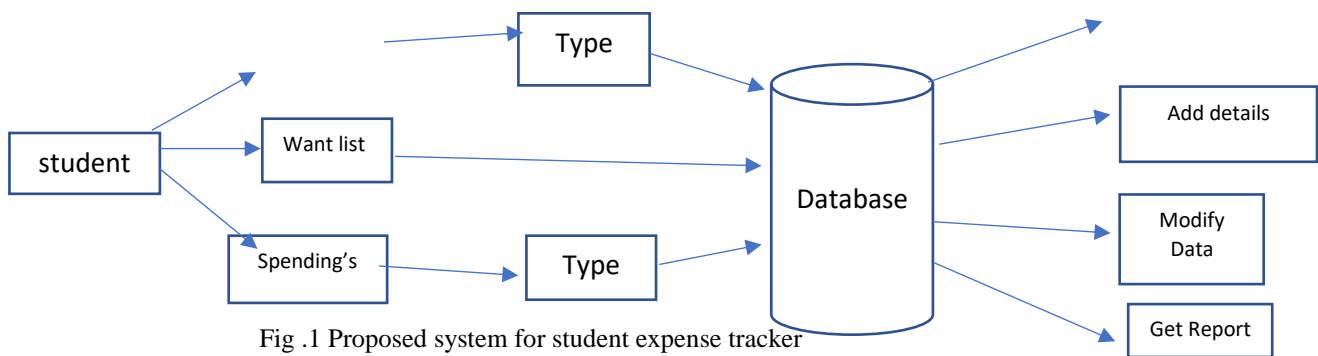 Type
Add details
Want list
student
Database
Modify
Data
Spending's
Type
Get Report
Fig .1 Proposed system for student expense tracker